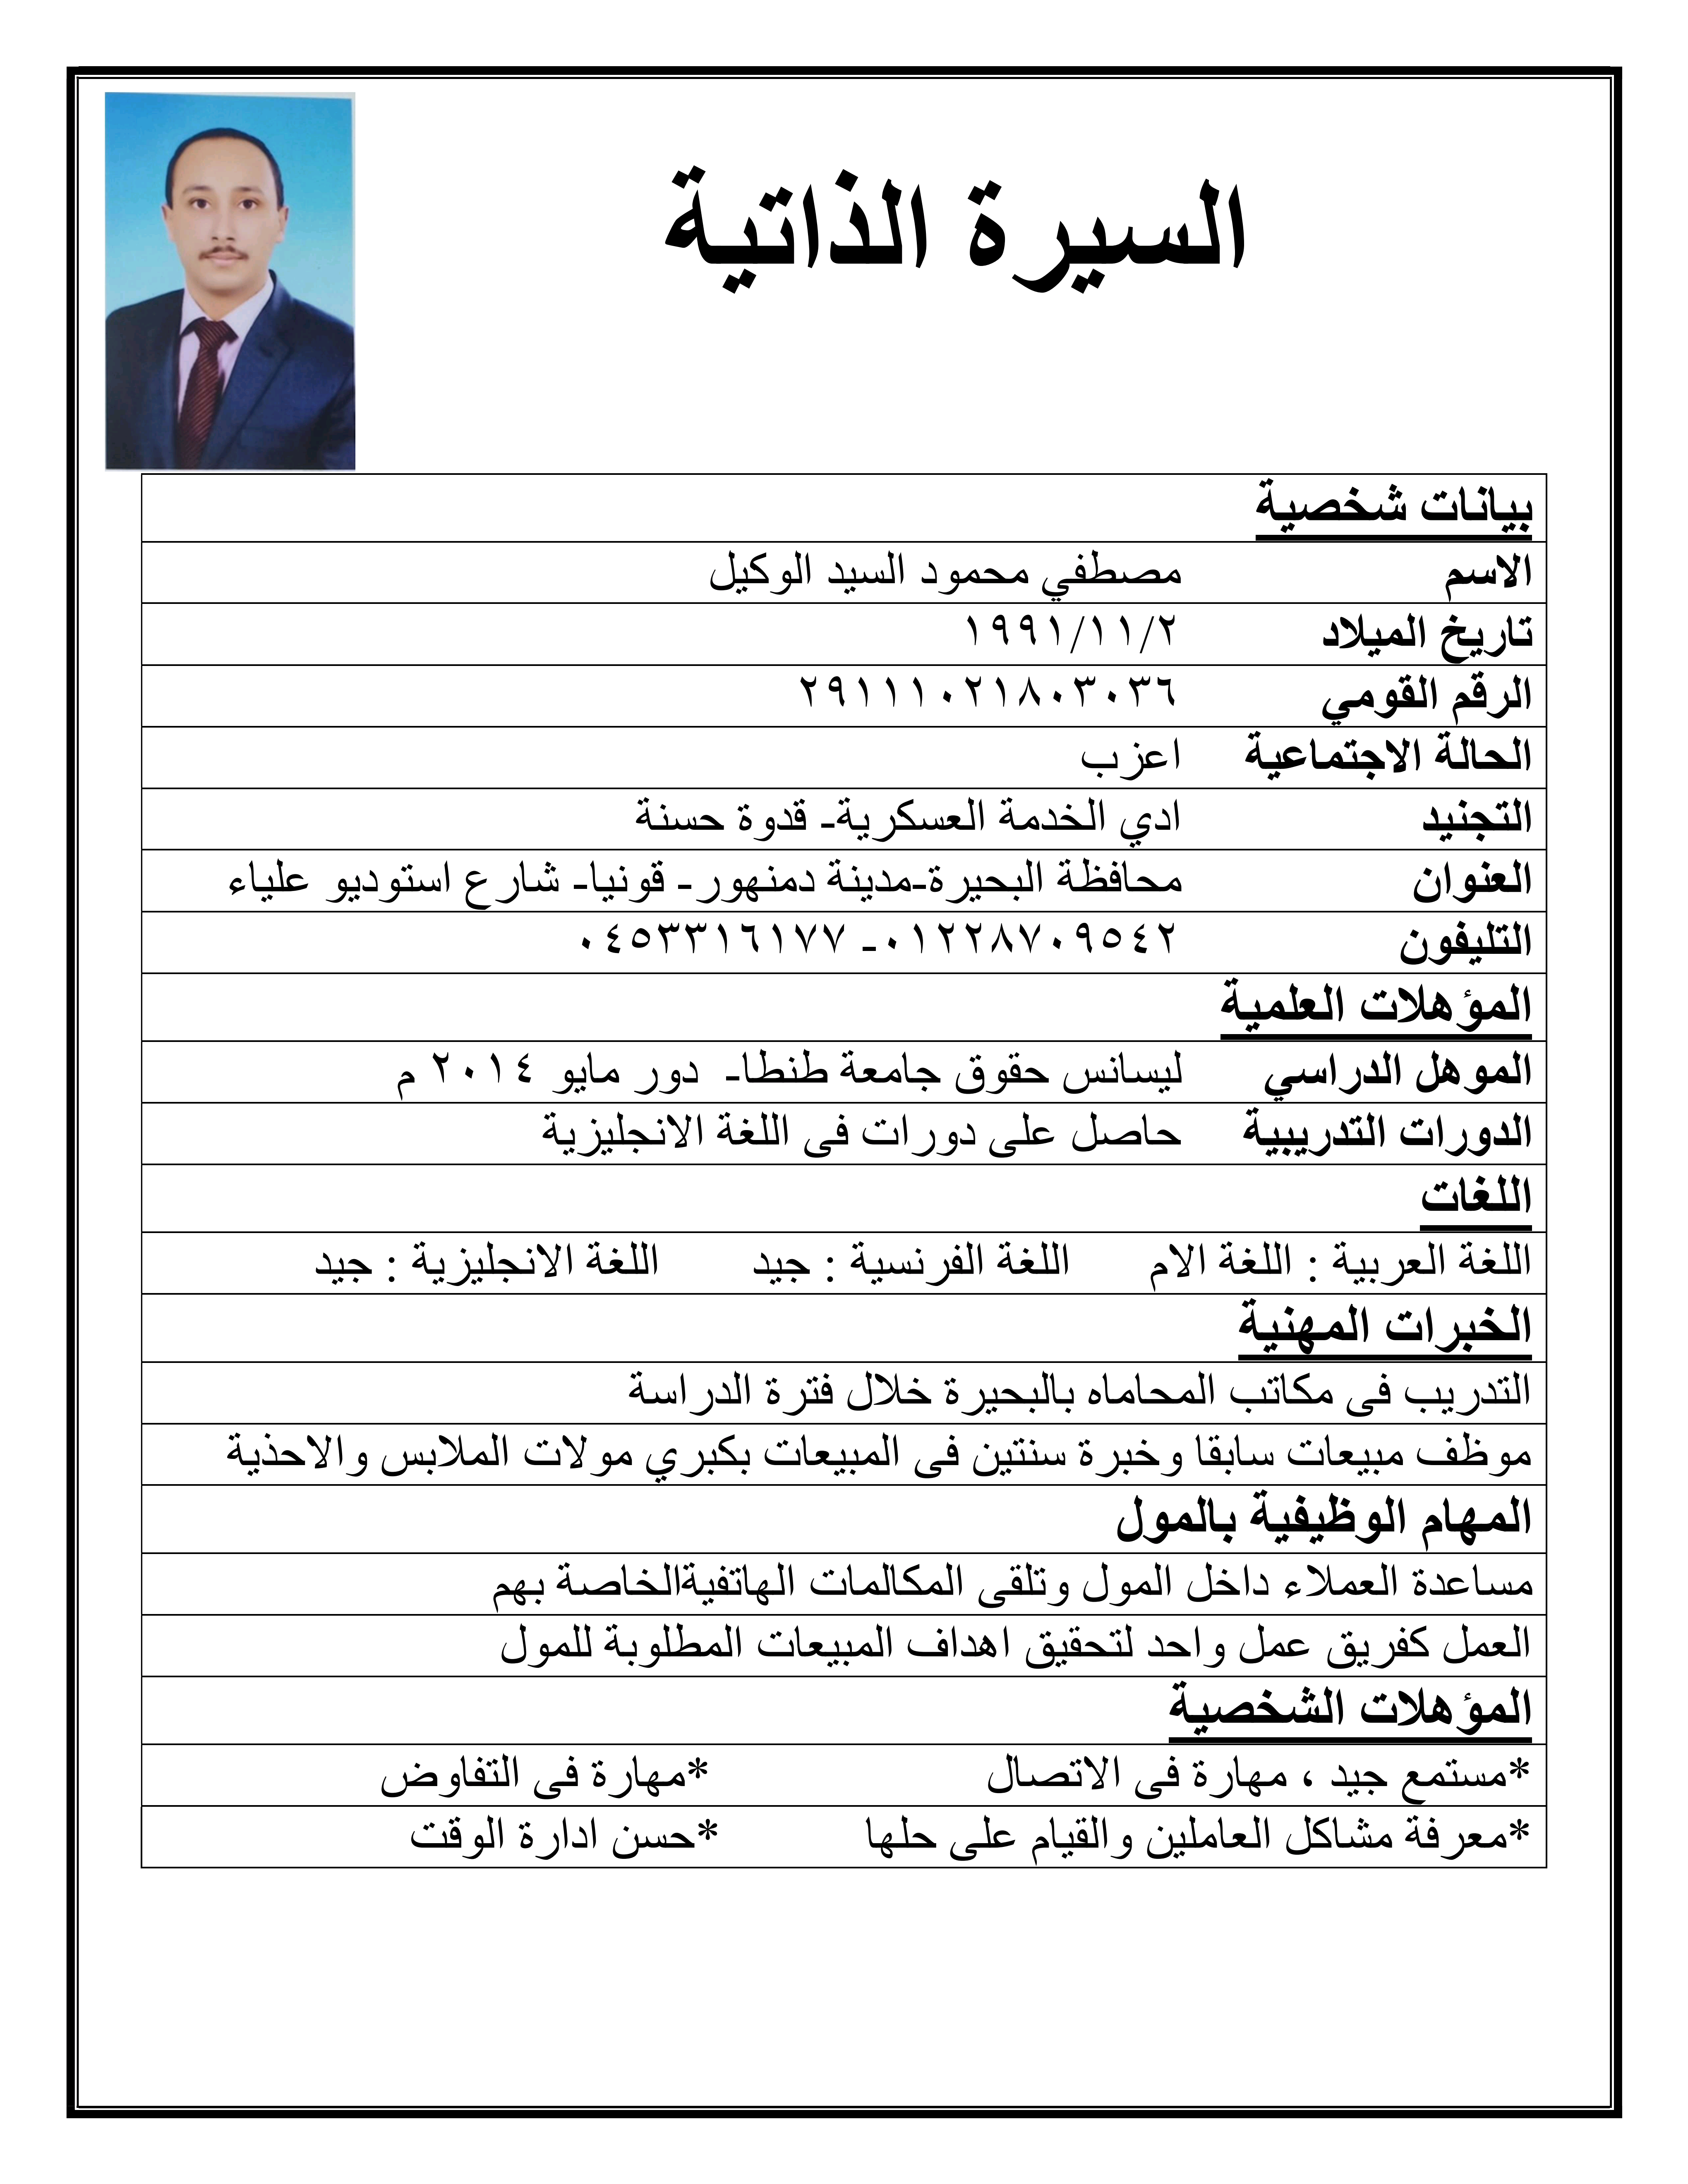 السيرة الذاتية
بيانات شخصية
الاسم مصطفي محمود السيد الوكيل
تاريخ الميلاد ٢/١١/١٩٩١
الرقم القومي ٢٩١١١٠٢١٨٠٣٠٣٦
الحالة الاجتماعية اعزب
التجنيد ادي الخدمة العسكرية- قدوة حسنة
العنوان محافظة البحيرة-مدينة دمنهور- قونيا- شارع استوديو علياء
التليفون ٠١٢٢٨٧٠٩٥٤٢- ٠٤٥٣٣١٦١٧٧
المؤهلات العلمية
الموهل الدراسي ليسانس حقوق جامعة طنطا- دور مايو ٢٠١٤ م
الدورات التدريبية حاصل على دورات فى اللغة الانجليزية
اللغات
اللغة العربية : اللغة الام اللغة الفرنسية : جيد اللغة الانجليزية : جيد
الخبرات المهنية
التدريب فى مكاتب المحاماه بالبحيرة خلال فترة الدراسة
موظف مبيعات سابقا وخبرة سنتين فى المبيعات بكبري مولات الملابس والاحذية
المهام الوظيفية بالمول
مساعدة العملاء داخل المول وتلقى المكالمات الهاتفيةالخاصة بهم
العمل كفريق عمل واحد لتحقيق اهداف المبيعات المطلوبة للمول
المؤهلات الشخصية
*مستمع جيد ، مهارة فى الاتصال *مهارة فى التفاوض
*معرفة مشاكل العاملين والقيام على حلها *حسن ادارة الوقت